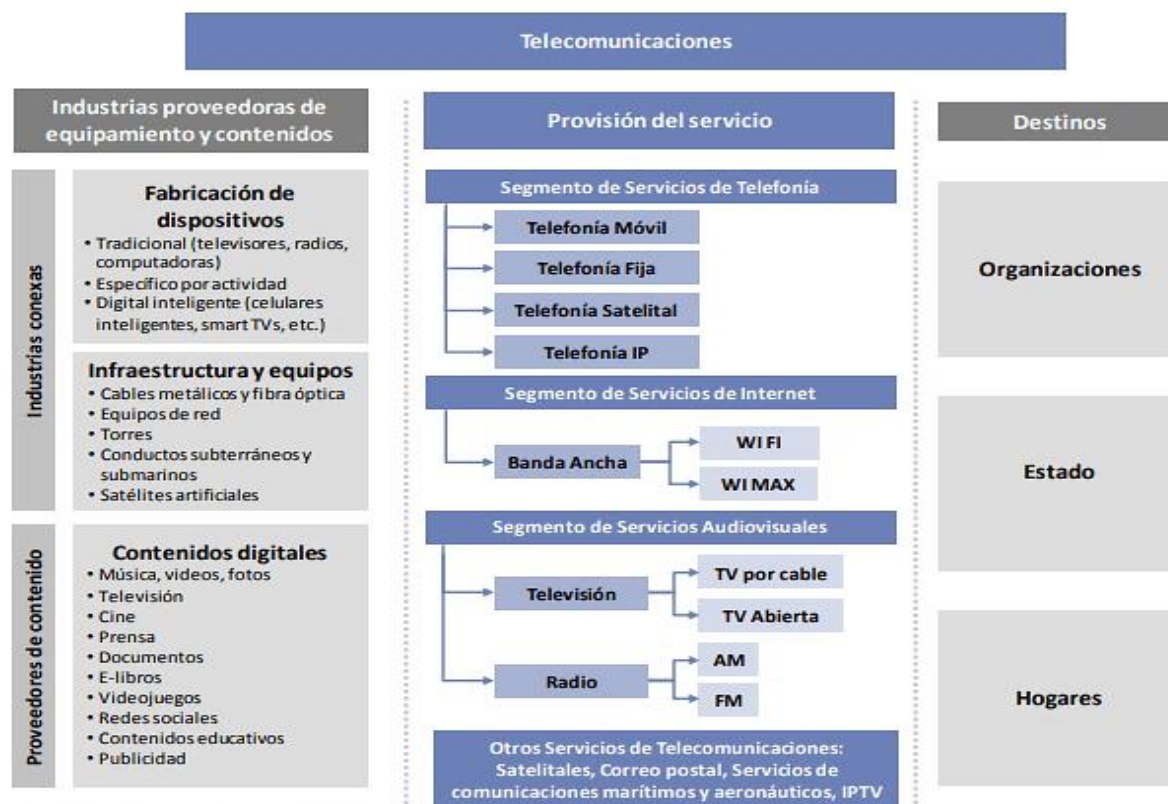 Telecomunicaciones
Industrias proveedoras de
equipamiento y contenidos
Industrias conexas
Fabricación de
dispositivos
• Tradicional (televisores, radios,
computadoras)
• Específico por actividad
• Digital inteligente (celulares
inteligentes, smart TVs, etc.)
Infraestructura y equipos
• Cables metálicos y fibra óptica
• Equipos de red
• Torres
• Conductos subterráneos y
submarinos
• Satélites artificiales
Proveedores de contenido
Contenidos digitales
• Música, videos, fotos
• Televisión
• Cine
• Prensa
• Documentos
• E-libros
• Videojuegos
• Redes sociales
• Contenidos educativos
• Publicidad
Provisión del servicio
Segmento de Servicios de Telefonía
Telefonía Móvil
Telefonía Fija
Telefonía Satelital
Telefonía IP
Segmento de Servicios de Internet
Banda Ancha
WI FI
WI MAX
Segmento de Servicios Audiovisuales
Televisión
TV por cable
TV Abierta
Radio
AM
FM
Otros Servicios de Telecomunicaciones:
Satelitales, Correo postal, Servicios de
comunicaciones marítimos y aeronáuticos, IPTV
Destinos
Organizaciones
Estado
Hogares